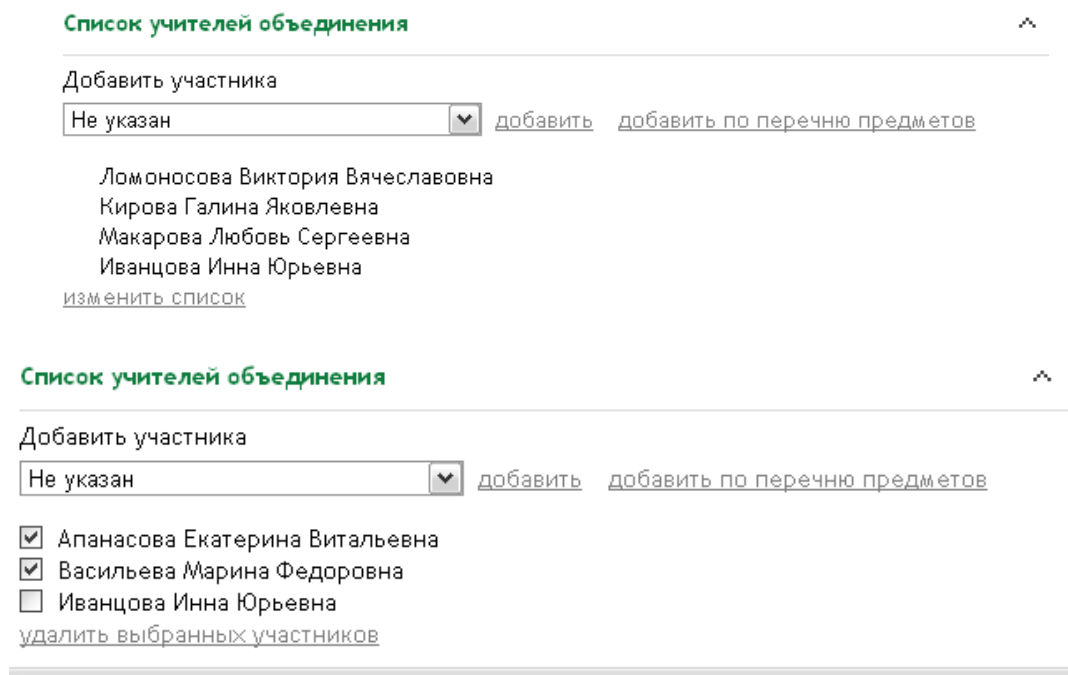 Список учителей объединения
Добавить участника
Не указан добавить добавить по перечню предметов
Ломоносова Виктория Вячеславовна
Кирова Галина Яковлевна
Макарова Любовь Сергеевна
Иванцова Инна Юрьевна
изменить список
Список учителей объединения
Добавить участника
Не указан добавить добавить по перечню предметов
Апанасова Екатерина Витальевна
Васильева Марина Федоровна
Иванцова Инна Юрьевна
удалить выбранных участников